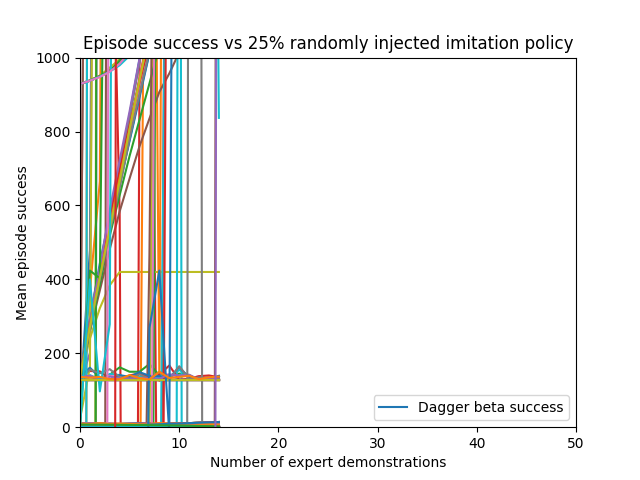 Episode success vs 25% randomly injected imitation policy
Mean episode success
1000
800
600
400
200
0
0 10 20 30 40 50
Number of expert demonstrations
Dagger beta success